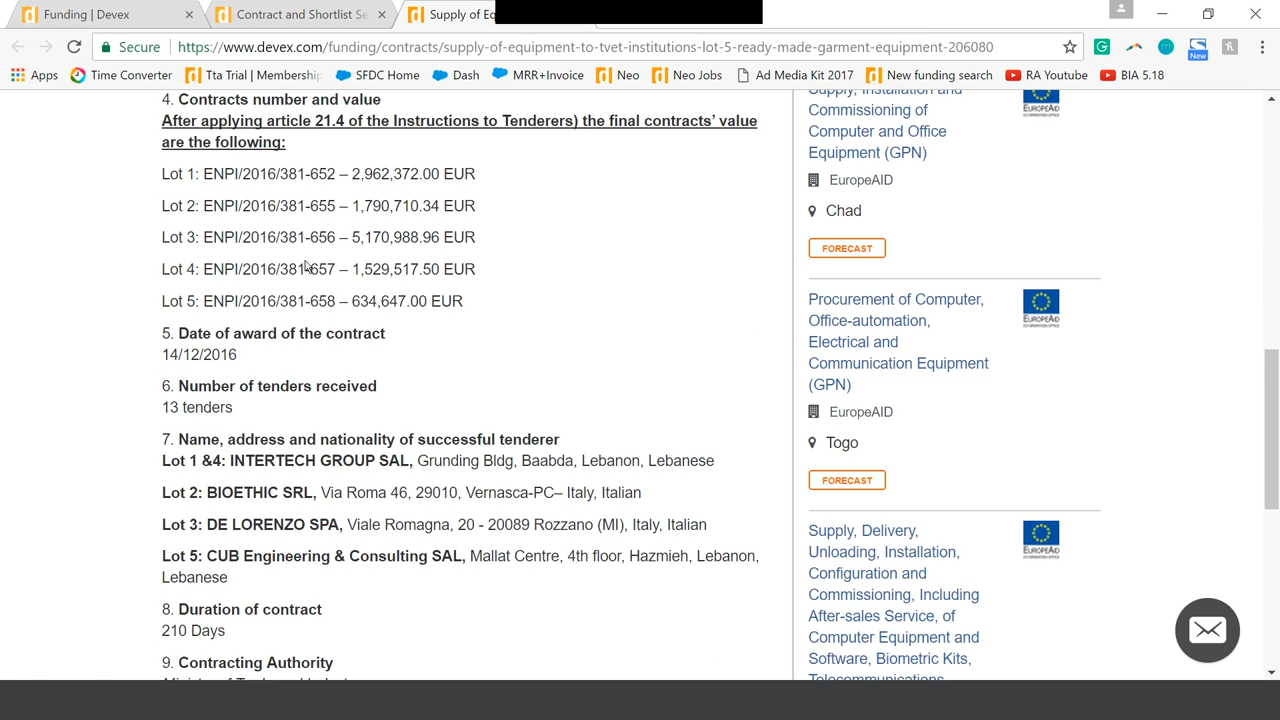 Funding | Devex
Contract and Shortlist Se
Supply of Eq
Secure
https://www.devex.com/funding/contracts/supply-of-equipment-to-tvet-institutions-lot-5-ready-made-garment-equipment-206080
Apps
Time Converter
Tta Trial | Membership
SFDC Home
Dash
MRR+Invoice
Neo
Neo Jobs
Ad Media Kit 2017
New funding search
RA Youtube
BIA 5.18
New
4. Contracts number and value
After applying article 21.4 of the Instructions to Tenderers) the final contracts' value
are the following:
Lot 1: ENPI/2016/381-652 – 2,962,372.00 EUR
Lot 2: ENPI/2016/381-655 – 1,790,710.34 EUR
Lot 3: ENPI/2016/381-656 – 5,170,988.96 EUR
Lot 4: ENPI/2016/381-657 – 1,529,517.50 EUR
Lot 5: ENPI/2016/381-658 – 634,647.00 EUR
5. Date of award of the contract
14/12/2016
6. Number of tenders received
13 tenders
7. Name, address and nationality of successful tenderer
Lot 1 &4: INTERTECH GROUP SAL, Grunding Bldg, Baabda, Lebanon, Lebanese
Lot 2: BIOETHIC SRL, Via Roma 46, 29010, Vernasca-PC– Italy, Italian
Lot 3: DE LORENZO SPA, Viale Romagna, 20 - 20089 Rozzano (MI), Italy, Italian
Lot 5: CUB Engineering & Consulting SAL, Mallat Centre, 4th floor, Hazmieh, Lebanon,
Lebanese
8. Duration of contract
210 Days
9. Contracting Authority
Supply, Installation and
Commissioning of
Computer and Office
Equipment (GPN)
EuropeAID
Chad
FORECAST
Procurement of Computer,
Office-automation,
Electrical and
Communication Equipment
(GPN)
EuropeAID
Togo
FORECAST
Supply, Delivery,
Unloading, Installation,
Configuration and
Commissioning, Including
After-sales Service, of
Computer Equipment and
Software, Biometric Kits,
Telecommunications
EUROPEAID
EUROPEAID
EUROPEAID